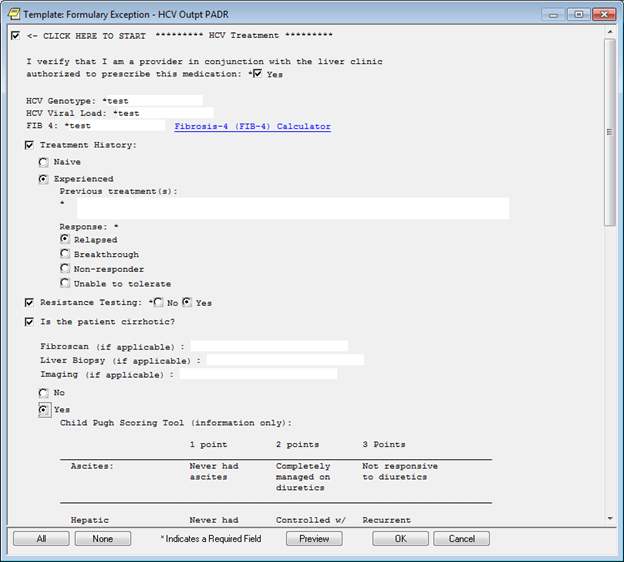 Template: Formulary Exception - HCV Outpt PADR
<- CLICK HERE TO START ********* HCV Treatment *********
I verify that I am a provider in conjunction with the liver clinic
authorized to prescribe this medication: * Yes
HCV Genotype: *test
HCV Viral Load: *test
FIB 4: *test Fibrosis-4 (FIB-4) Calculator
Treatment History:
Naive
Experienced
Previous treatment(s):
*
Response: *
Relapsed
Breakthrough
Non-responder
Unable to tolerate
Resistance Testing: * No Yes
Is the patient cirrhotic?
Fibroscan (if applicable) :
Liver Biopsy (if applicable) :
Imaging (if applicable) :
No
Yes
Child Pugh Scoring Tool (information only):
1 point 2 points 3 Points
Ascites: Never had Completely Not responsive
ascites managed on to diuretics
diuretics
Hepatic Never had Controlled w/ Recurrent
All None * Indicates a Required Field Preview OK Cancel